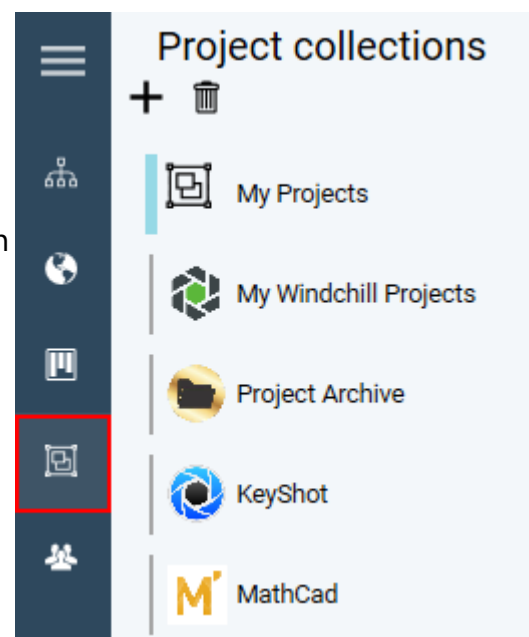 Project collections
My Projects
n
My Windchill Projects
Project Archive
KeyShot
M MathCad